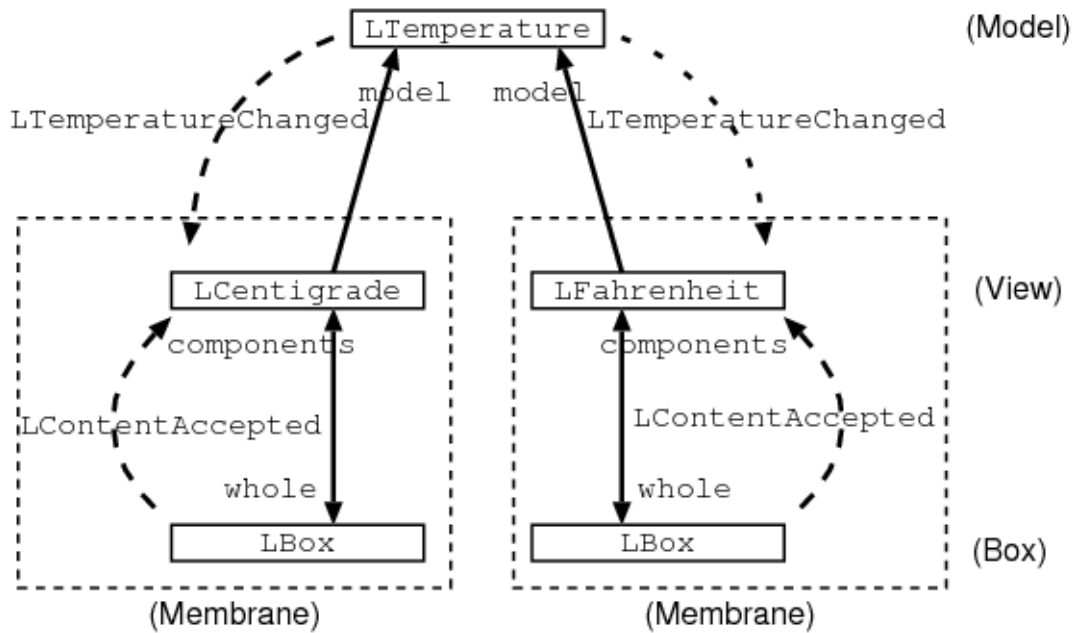 LTemperature (Model)
model model
LTemperatureChanged LTemperatureChanged
LCentigrade LFahrenheit (View)
components components
LContentAccepted LContentAccepted
whole whole
LBox LBox (Box)
(Membrane) (Membrane)